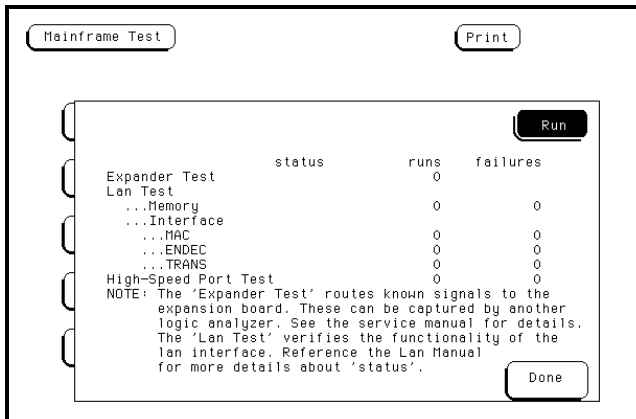 Mainframe Test Print
Run
status runs failures
Expander Test 0
Lan Test
...Memory 0 0
...Interface
...MAC 0 0
...ENDEC 0 0
...TRANS 0 0
High-Speed Port Test 0 0
NOTE: The 'Expander Test' routes known signals to the
expansion board. These can be captured by another
logic analyzer. See the service manual for details.
The 'Lan Test' verifies the functionality of the
lan interface. Reference the Lan Manual
for more details about 'status'.
Done